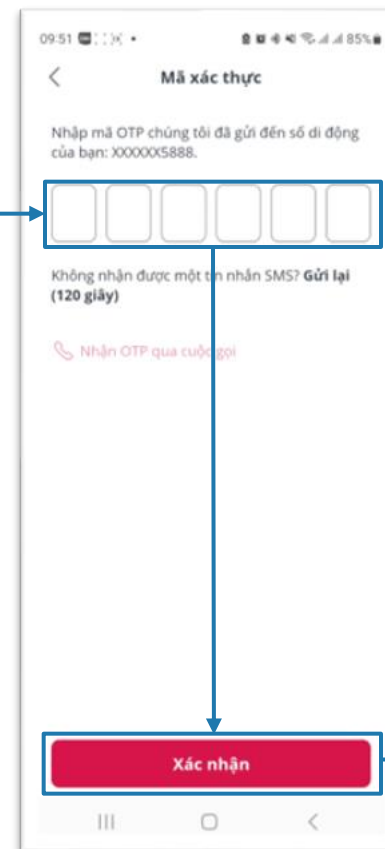 09:51
85%
Mã xác thực
Nhập mã OTP chúng tôi đã gửi đến số di động
của bạn: XXXXXX5888.
Không nhận được một tin nhắn SMS? Gửi lại
(120 giây)
Nhận OTP qua cuộc gọi
Xác nhận